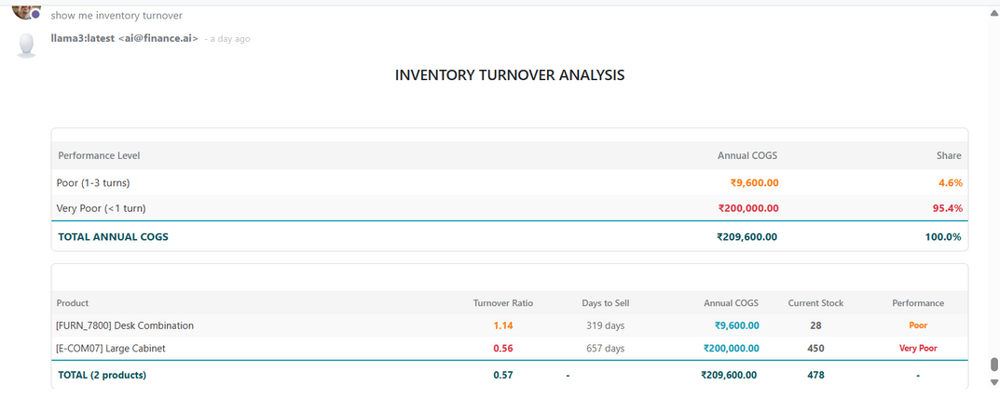 show me inventory turnover
llama3:latest <ai@finance.ai> - a day ago
INVENTORY TURNOVER ANALYSIS
Performance Level Annual COGS Share
Poor (1-3 turns) ₹9,600.00 4.6%
Very Poor (<1 turn) ₹200,000.00 95.4%
TOTAL ANNUAL COGS ₹209,600.00 100.0%
Product Turnover Ratio Days to Sell Annual COGS Current Stock Performance
[FURN_7800] Desk Combination 1.14 319 days ₹9,600.00 28 Poor
[E-COM07] Large Cabinet 0.56 657 days ₹200,000.00 450 Very Poor
TOTAL (2 products) 0.57 - ₹209,600.00 478 -